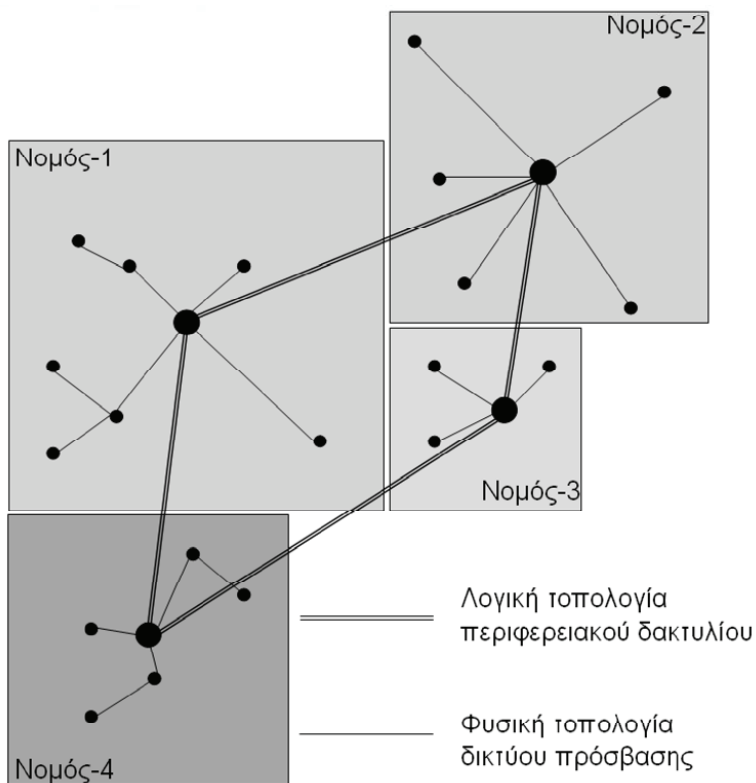 Νομός-2
Νομός-1
Νομός-3
Λογική τοπολογία
περιφερειακού δακτυλίου
Φυσική τοπολογία
δικτύου πρόσβασης
Νομός-4